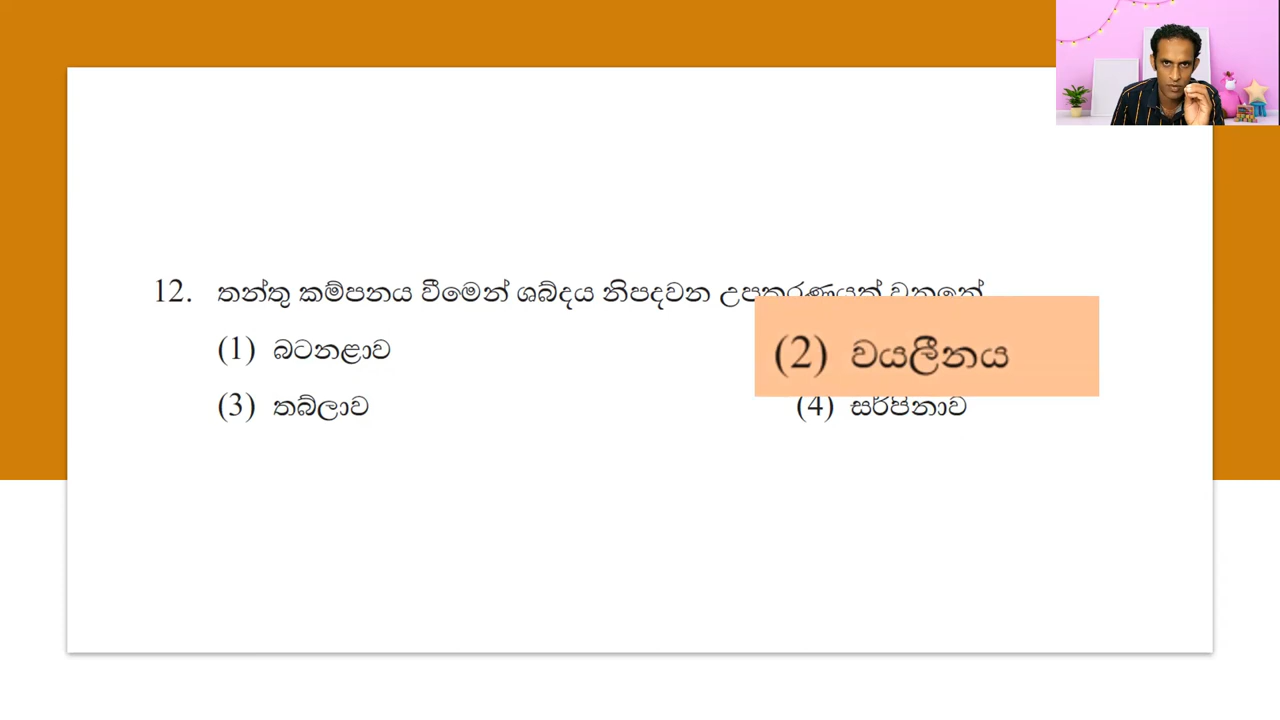 12. තන්තු කම්පනය වීමෙන් ශබ්දය නිපදවන උපකරණයක් වනුයේ
(1) බටනළාව
(2) වයලීනය
(3) තබ්ලාව
(4) සර්පිනාව